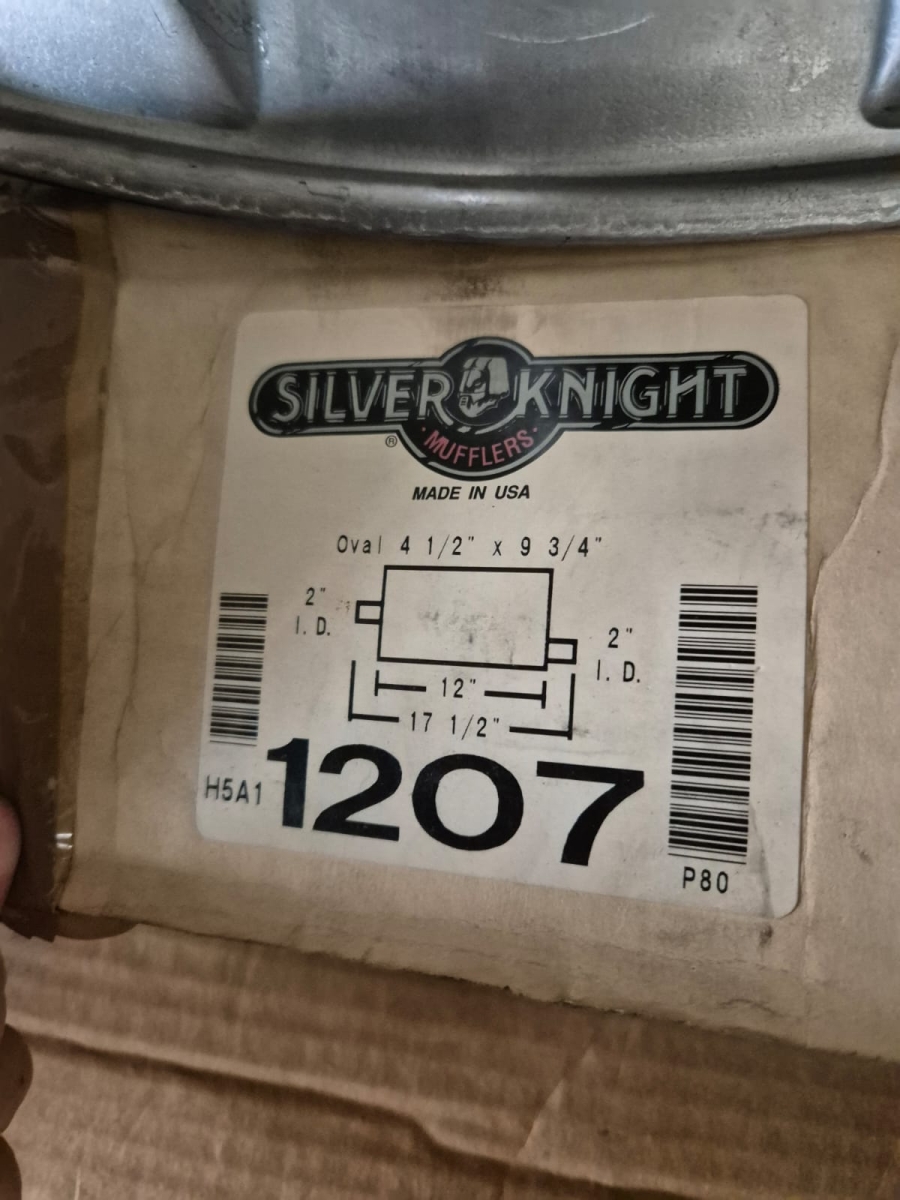 SILVER KNIGHT
® · MUFFLERS ·
MADE IN USA
Oval 4 1/2" x 9 3/4"
2"
I. D.
2"
I. D.
12"
17 1/2"
H5A1
1207
P80